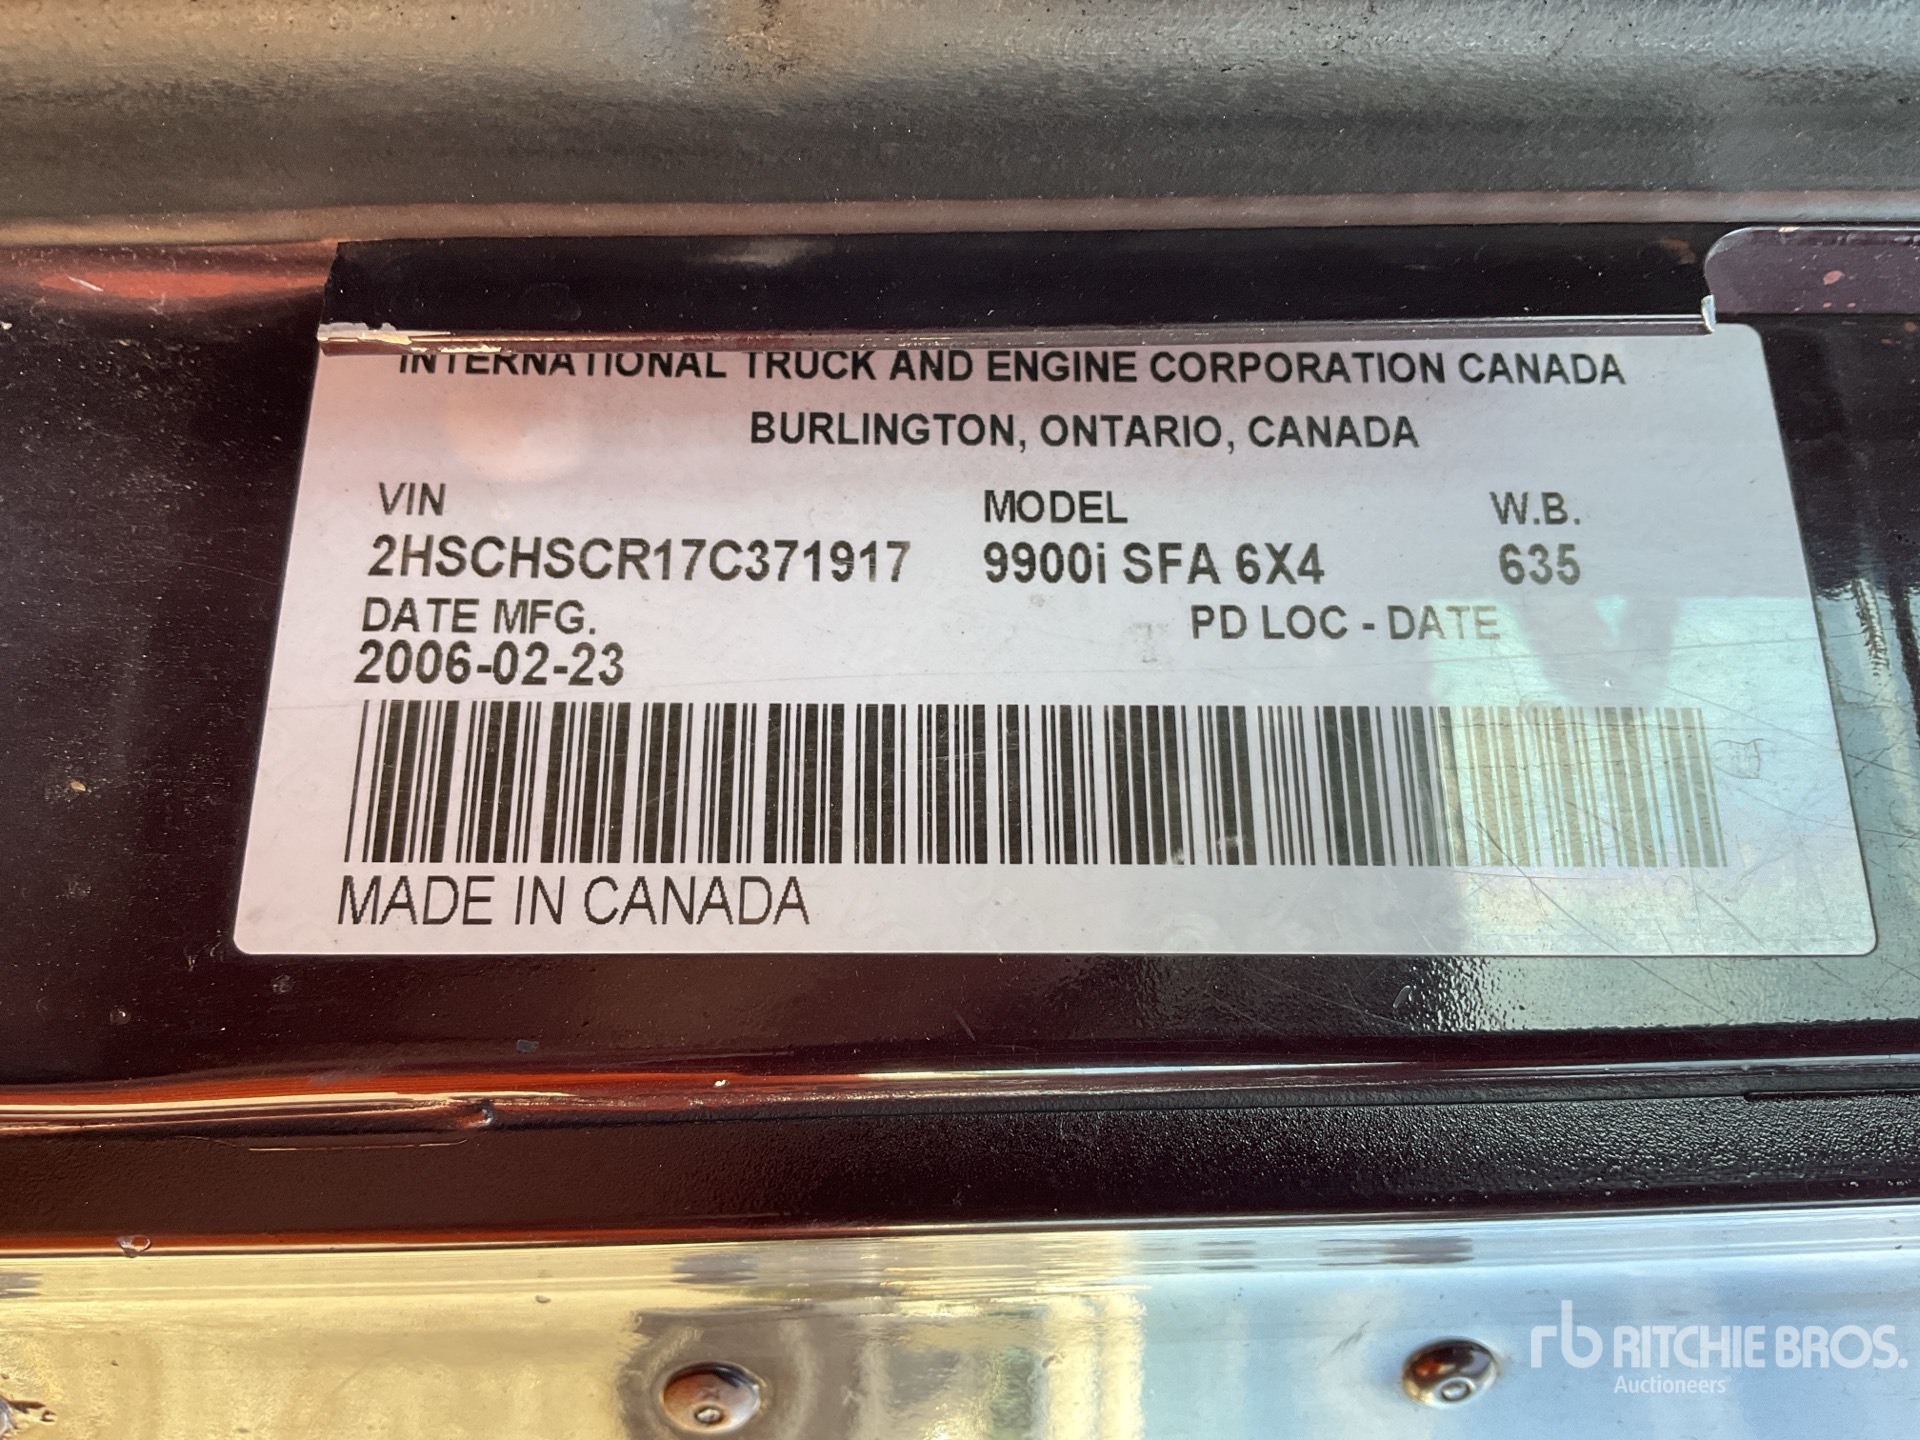 INTERNATIONAL TRUCK AND ENGINE CORPORATION CANADA
BURLINGTON, ONTARIO, CANADA
VIN MODEL W.B.
2HSCHSCR17C371917 9900i SFA 6X4 635
DATE MFG. PD LOC - DATE
2006-02-23
MADE IN CANADA
rb RITCHIE BROS.
Auctioneers